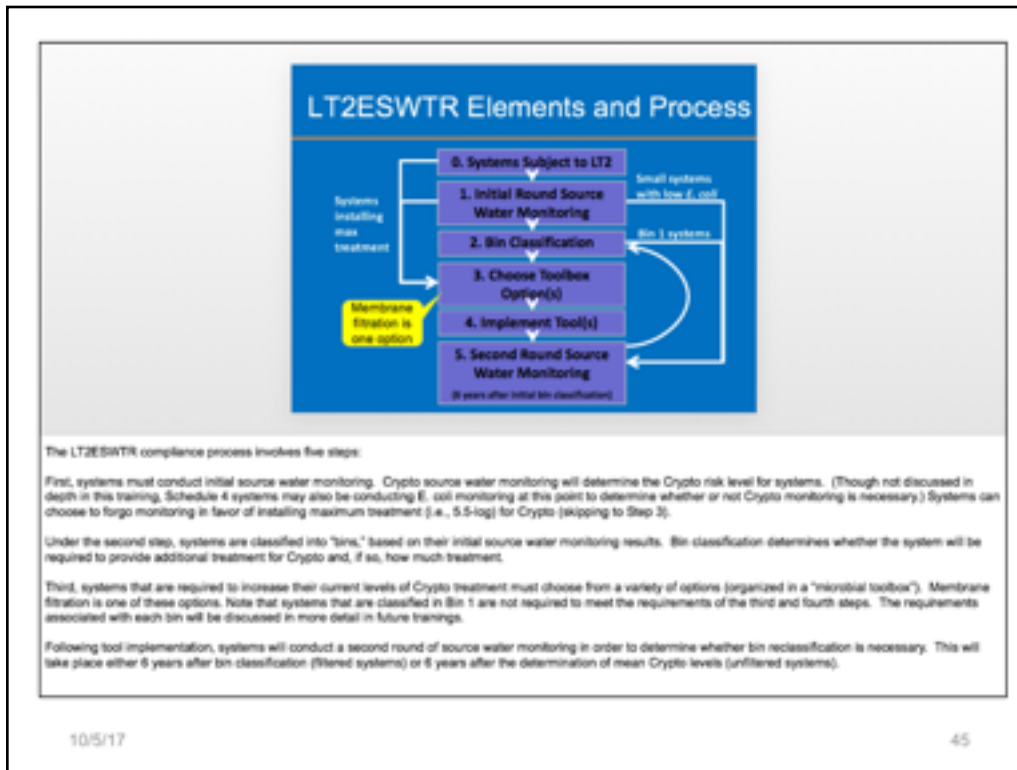 LT2ESWTR Elements and Process
0. Systems Subject to LT2
Systems
installing
max
treatment
1. Initial Round Source
Water Monitoring
Small systems
with low E. coli
2. Bin Classification
Bin 1 systems
3. Choose Toolbox
Option(s)
Membrane
filtration is
one option
4. Implement Tool(s)
5. Second Round Source
Water Monitoring
(6 years after initial bin classification)
The LT2ESWTR compliance process involves five steps:
First, systems must conduct initial source water monitoring. Crypto source water monitoring will determine the Crypto risk level for systems. (Though not discussed in
depth in this training, Schedule 4 systems may also be conducting E. coli monitoring at this point to determine whether or not Crypto monitoring is necessary.) Systems can
choose to forgo monitoring in favor of installing maximum treatment (i.e., 5.5-log) for Crypto (skipping to Step 3).
Under the second step, systems are classified into "bins," based on their initial source water monitoring results. Bin classification determines whether the system will be
required to provide additional treatment for Crypto and, if so, how much treatment.
Third, systems that are required to increase their current levels of Crypto treatment must choose from a variety of options (organized in a "microbial toolbox"). Membrane
filtration is one of these options. Note that systems that are classified in Bin 1 are not required to meet the requirements of the third and fourth steps. The requirements
associated with each bin will be discussed in more detail in future trainings.
Following tool implementation, systems will conduct a second round of source water monitoring in order to determine whether bin reclassification is necessary. This will
take place either 6 years after bin classification (filtered systems) or 6 years after the determination of mean Crypto levels (unfiltered systems).
10/5/17
45